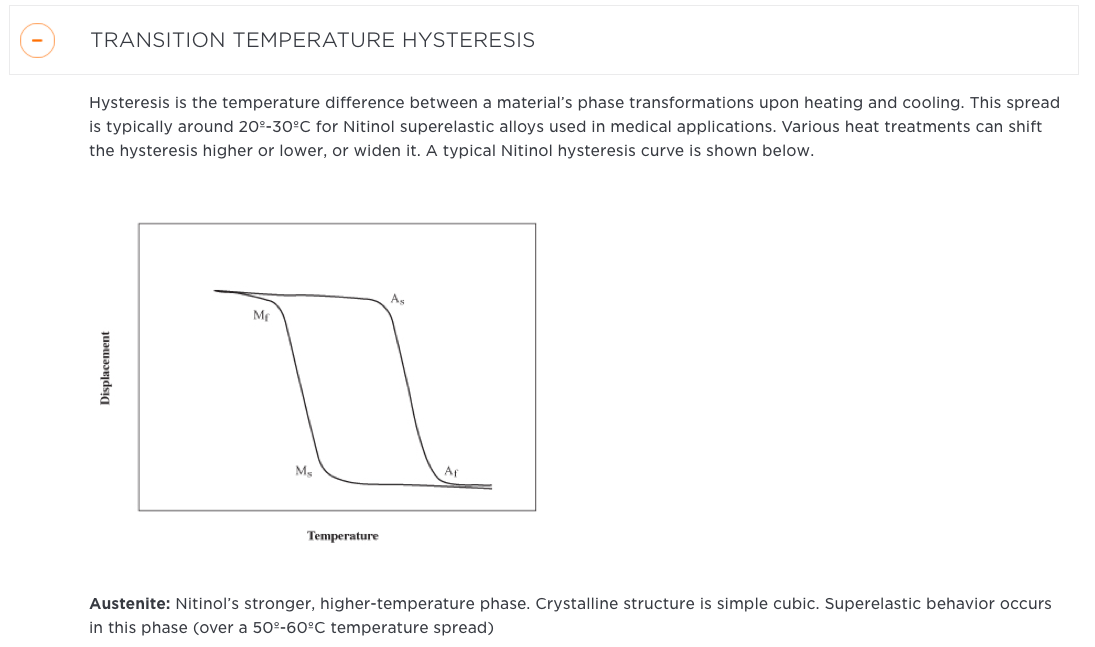 TRANSITION TEMPERATURE HYSTERESIS
Hysteresis is the temperature difference between a material’s phase transformations upon heating and cooling. This spread
is typically around 20º-30ºC for Nitinol superelastic alloys used in medical applications. Various heat treatments can shift
the hysteresis higher or lower, or widen it. A typical Nitinol hysteresis curve is shown below.
As
Mf
Displacement
Ms
Af
Temperature
Austenite: Nitinol’s stronger, higher-temperature phase. Crystalline structure is simple cubic. Superelastic behavior occurs
in this phase (over a 50º-60ºC temperature spread)